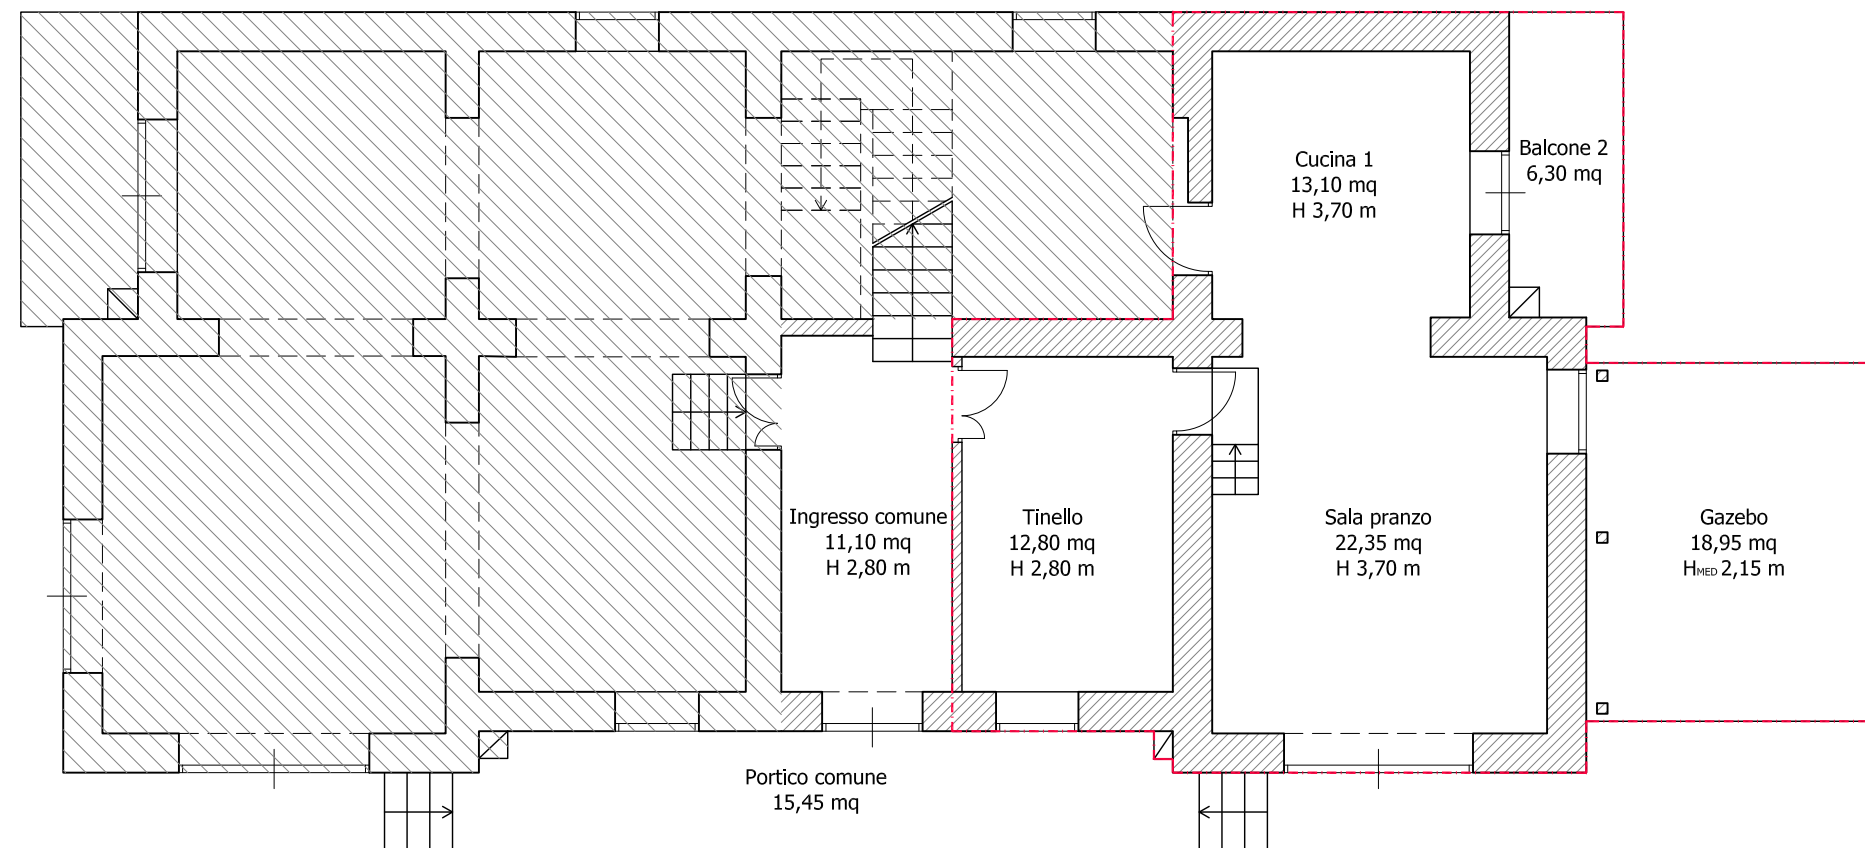 Cucina 1
13,10 mq
H 3,70 m
Balcone 2
6,30 mq
Ingresso comune
11,10 mq
H 2,80 m
Tinello
12,80 mq
H 2,80 m
Sala pranzo
22,35 mq
H 3,70 m
Gazebo
18,95 mq
HMED 2,15 m
Portico comune
15,45 mq